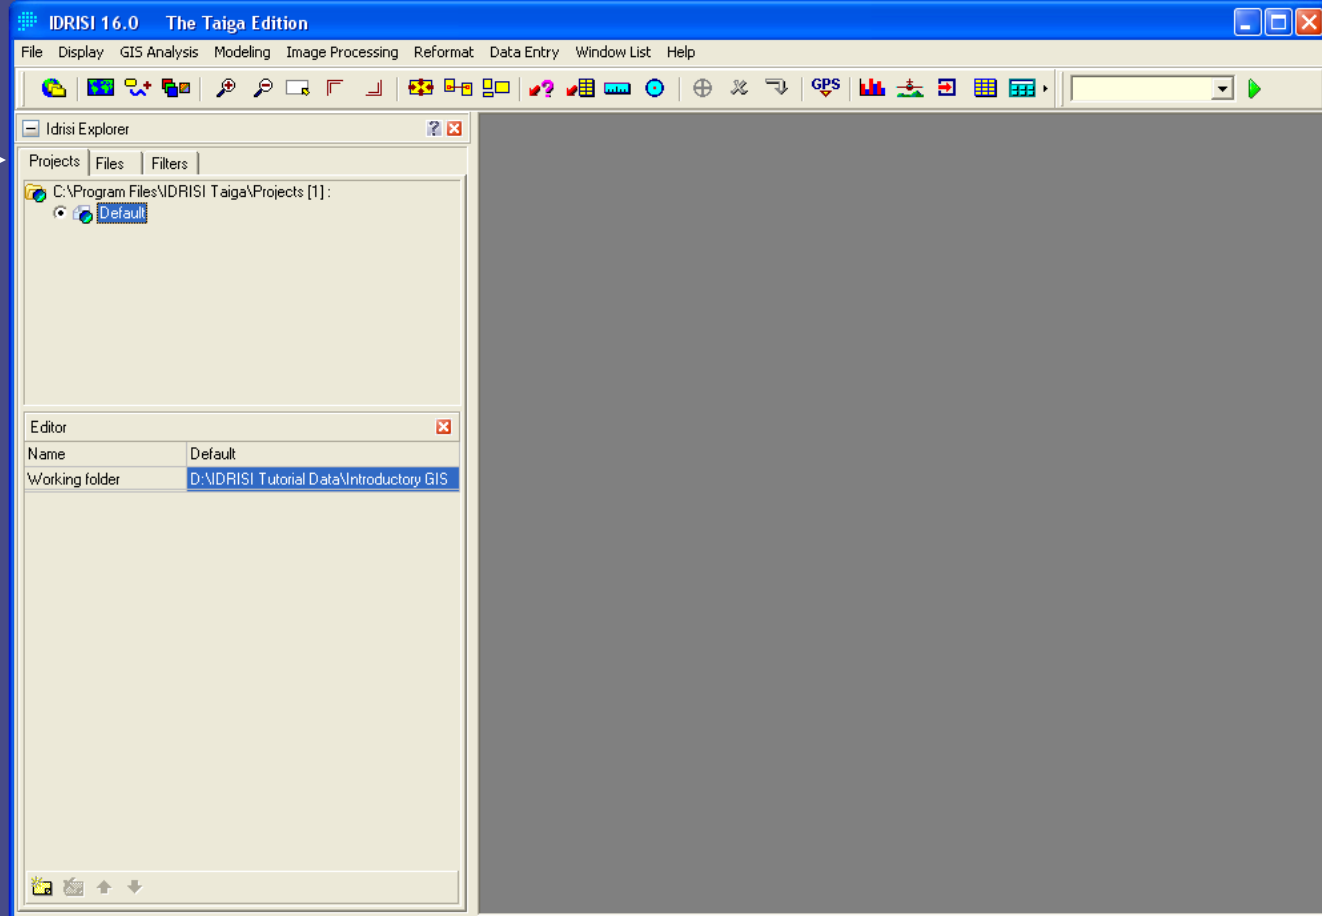 IDRISI 16.0 The Taiga Edition
File Display GIS Analysis Modeling Image Processing Reformat Data Entry Window List Help
GPS
Idrisi Explorer
Projects Files Filters
C:\Program Files\IDRISI Taiga\Projects [1] :
Default
Editor
Name Default
Working folder D:\IDRISI Tutorial Data\Introductory GIS